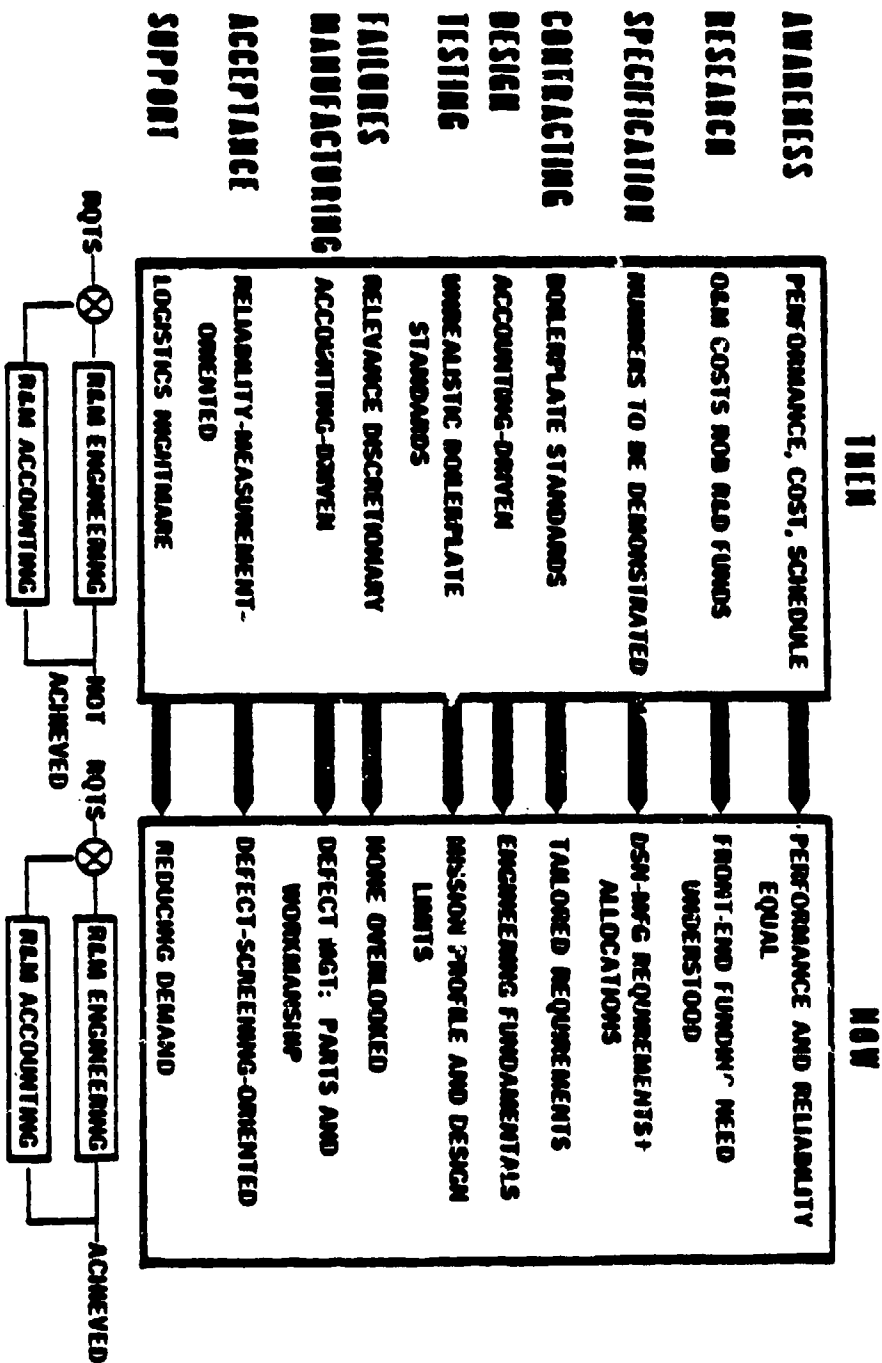 THEN
NOW
AWARENESS
PERFORMANCE, COST, SCHEDULE
PERFORMANCE AND RELIABILITY
EQUAL
RESEARCH
O&M COSTS ROB R&D FUNDS
FRONT-END FUNDIN' NEED
UNDERSTOOD
SPECIFICATION
NUMBERS TO BE DEMONSTRATED
DSN-MFG REQUIREMENTS+
ALLOCATIONS
CONTRACTING
BOILERPLATE STANDARDS
TAILORED REQUIREMENTS
DESIGN
ACCOUNTING-DRIVEN
ENGINEERING FUNDAMENTALS
TESTING
UNREALISTIC BOILERPLATE
STANDARDS
MISSION PROFILE AND DESIGN
LIMITS
FAILURES
RELEVANCE DISCRETIONARY
NONE OVERLOOKED
MANUFACTURING
ACCOUNTING-DRIVEN
DEFECT MGT: PARTS AND
WORKMANSHIP
ACCEPTANCE
RELIABILITY-MEASUREMENT-
ORIENTED
DEFECT-SCREENING-ORIENTED
SUPPORT
LOGISTICS NIGHTMARE
REDUCING DEMAND
RQTS
R&M ENGINEERING
R&M ACCOUNTING
NOT
ACHIEVED
RQTS
R&M ENGINEERING
R&M ACCOUNTING
ACHIEVED